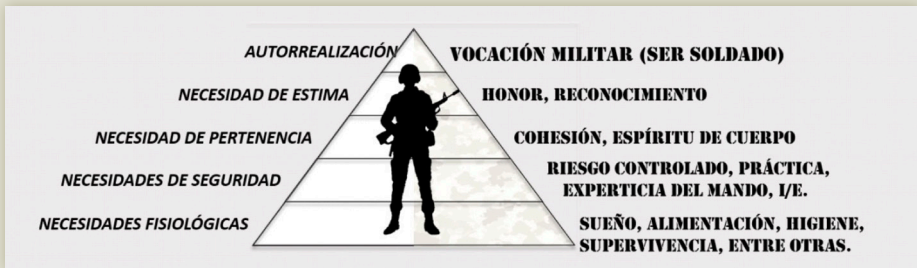 AUTORREALIZACIÓN
VOCACIÓN MILITAR (SER SOLDADO)
NECESIDAD DE ESTIMA
HONOR, RECONOCIMIENTO
NECESIDAD DE PERTENENCIA
COHESIÓN, ESPÍRITU DE CUERPO
NECESIDADES DE SEGURIDAD
RIESGO CONTROLADO, PRÁCTICA,
EXPERTICIA DEL MANDO, I/E.
NECESIDADES FISIOLÓGICAS
SUEÑO, ALIMENTACIÓN, HIGIENE,
SUPERVIVENCIA, ENTRE OTRAS.